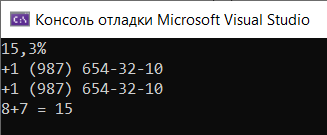 Консоль отладки Microsoft Visual Studio
15,3%
+1 (987) 654-32-10
+1 (987) 654-32-10
8+7 = 15